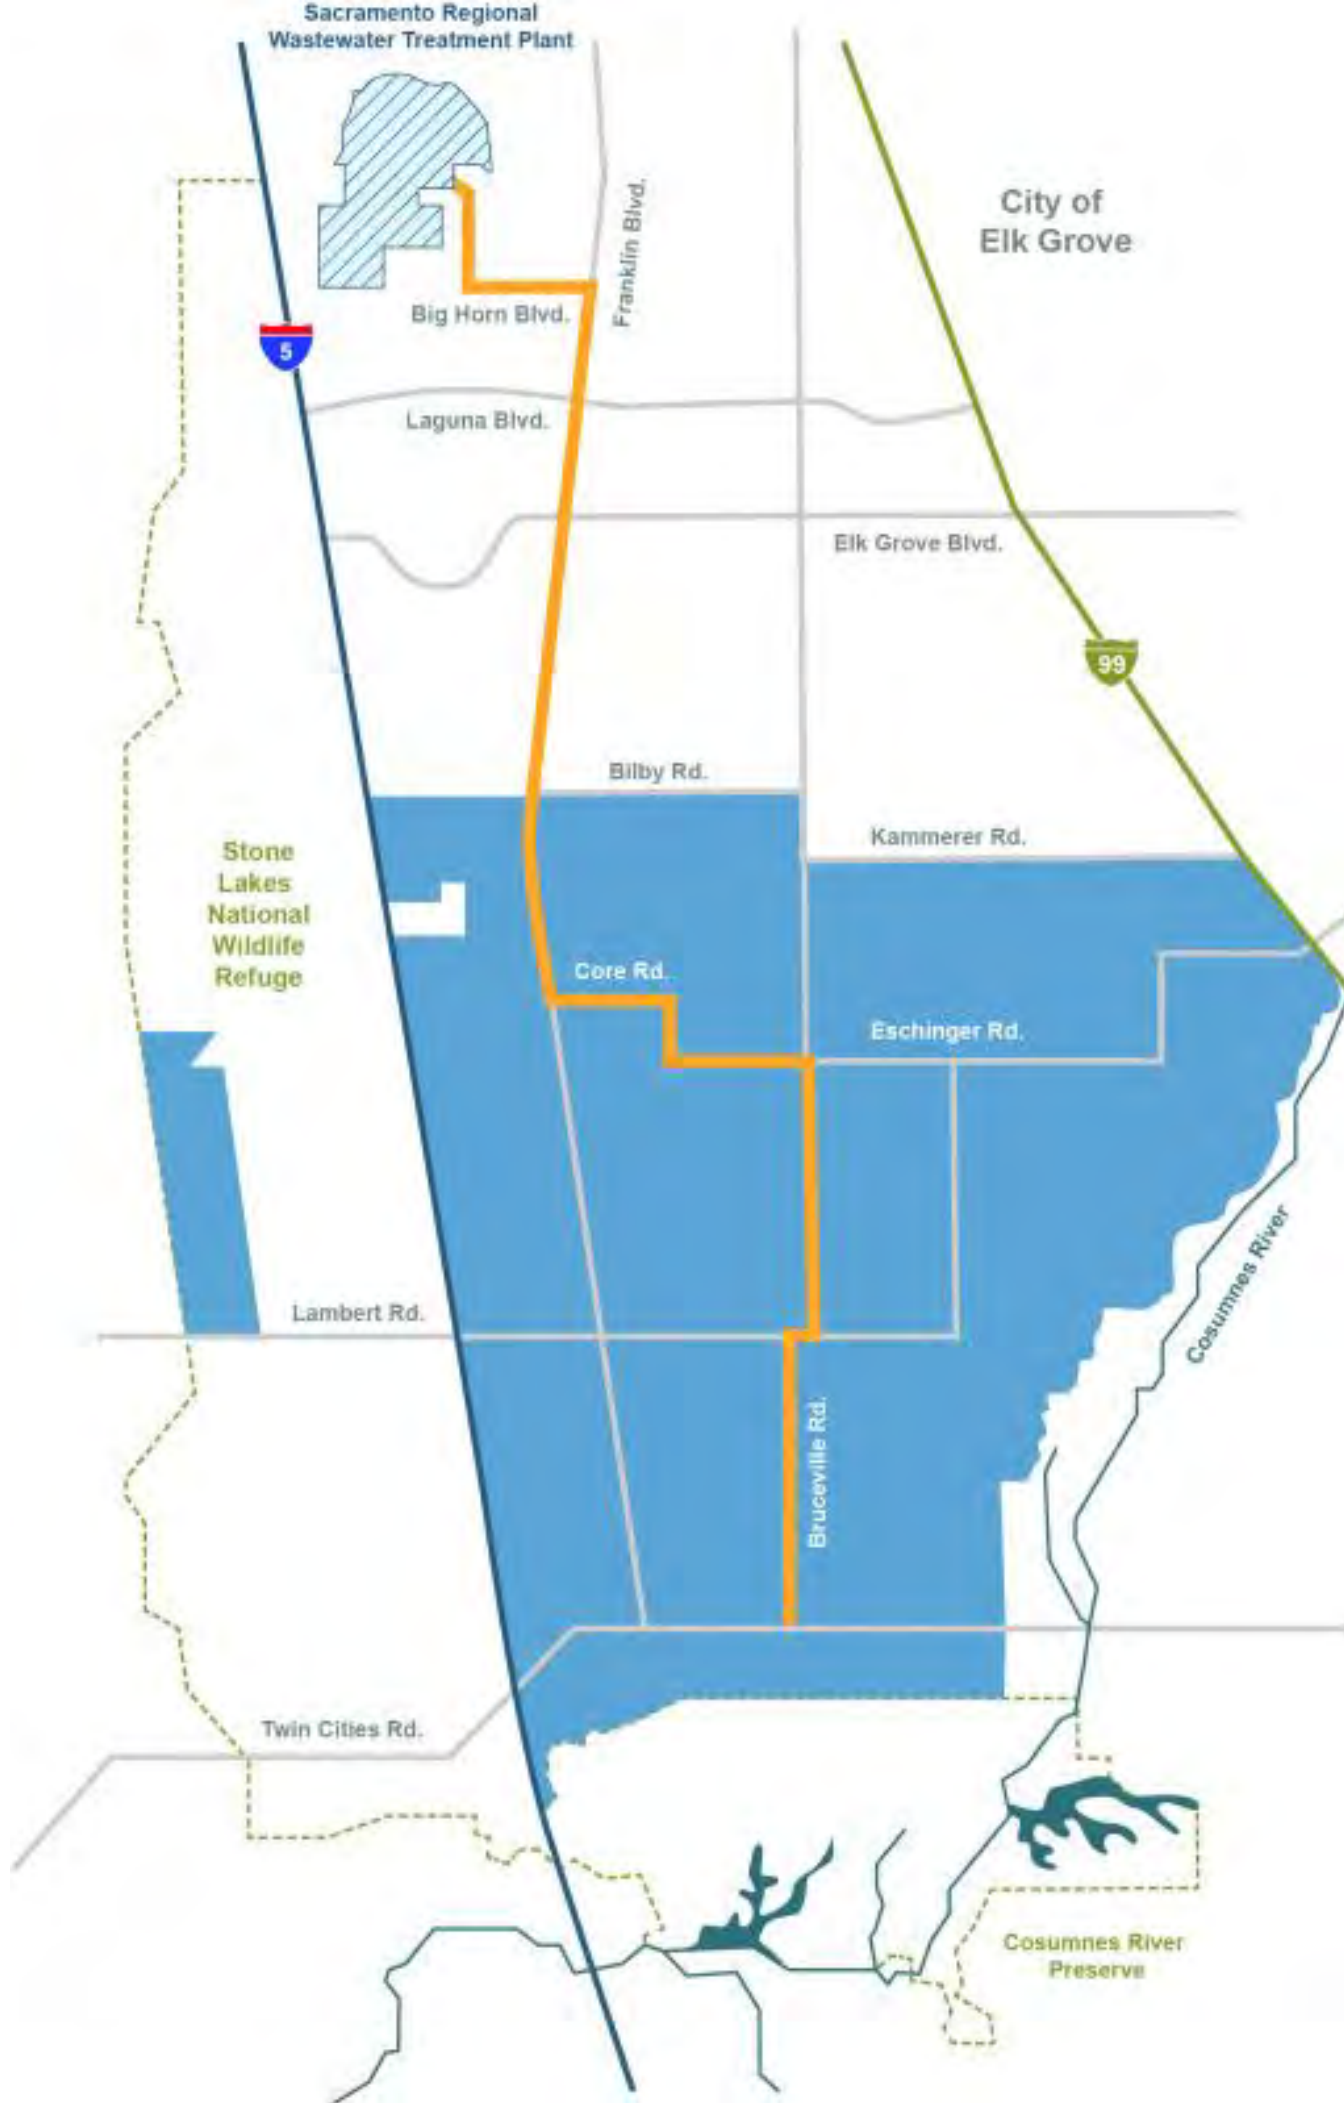 Sacramento Regional
Wastewater Treatment Plant
City of
Elk Grove
Franklin Blvd.
Big Horn Blvd.
5
Laguna Blvd.
Elk Grove Blvd.
99
Bilby Rd.
Kammerer Rd.
Stone
Lakes
National
Wildlife
Refuge
Core Rd.
Eschinger Rd.
Cosumnes River
Lambert Rd.
Bruceville Rd.
Twin Cities Rd.
Cosumnes River
Preserve